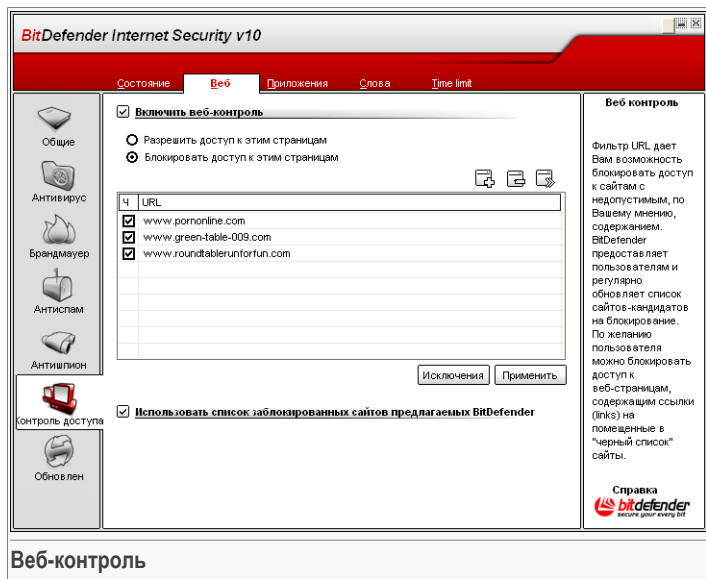 BitDefender Internet Security v10
Состояние Веб Приложения Слова Time limit
Общие
Антивирус
Брандмауер
Антиспам
Антишпион
Контроль доступа
Обновлен
Включить веб-контроль
Разрешить доступ к этим страницам
Блокировать доступ к этим страницам
Ч URL
www.pornonline.com
www.green-table-009.com
www.roundtablerunforfun.com
Исключения Применить
Использовать список заблокированных сайтов предлагаемых BitDefender
Веб контроль
Фильтр URL дает
Вам возможность
блокировать доступ
к сайтам с
недопустимым, по
Вашему мнению,
содержанием.
BitDefender
предоставляет
пользователям и
регулярно
обновляет список
сайтов-кандидатов
на блокирование.
По желанию
пользователя
можно блокировать
доступ к
веб-страницам,
содержащим ссылки
(links) на
помещенные в
"черный список"
сайты.
Справка
bitdefender
secure your every bit
Веб-контроль